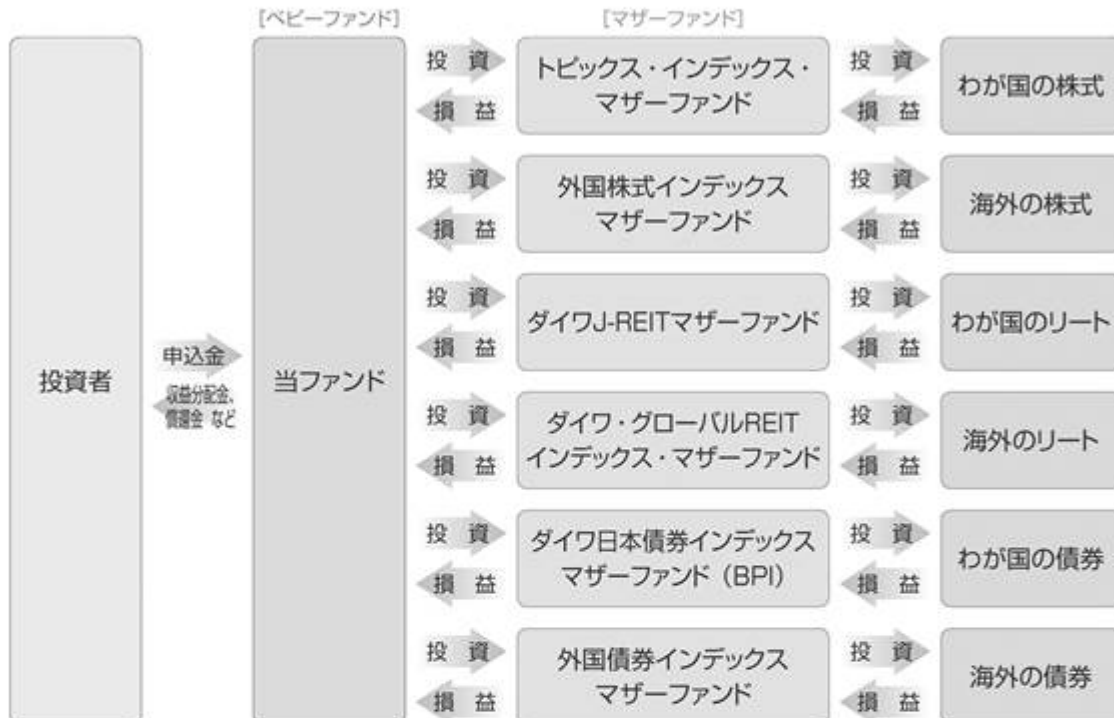 [ベビーファンド]
[マザーファンド]
投資者
申込金
収益分配金、
償還金 など
当ファンド
投 資
損 益
トピックス・インデックス・
マザーファンド
投 資
損 益
わが国の株式
投 資
損 益
外国株式インデックス
マザーファンド
投 資
損 益
海外の株式
投 資
損 益
ダイワJ-REITマザーファンド
投 資
損 益
わが国のリート
投 資
損 益
ダイワ・グローバルREIT
インデックス・マザーファンド
投 資
損 益
海外のリート
投 資
損 益
ダイワ日本債券インデックス
マザーファンド（BPI）
投 資
損 益
わが国の債券
投 資
損 益
外国債券インデックス
マザーファンド
投 資
損 益
海外の債券